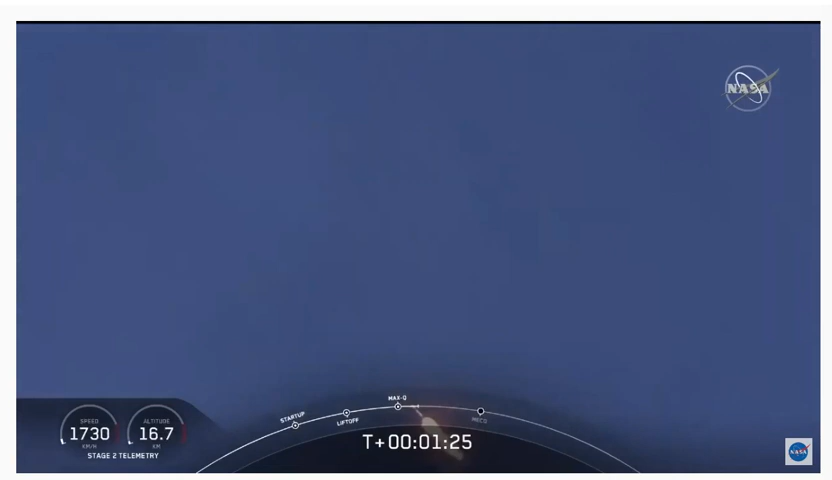 NASA
MAX-Q
STARTUP
LIFTOFF
MECO
SPEED
1730
KM/H
ALTITUDE
16.7
KM
STAGE 2 TELEMETRY
T+00:01:25
NASA